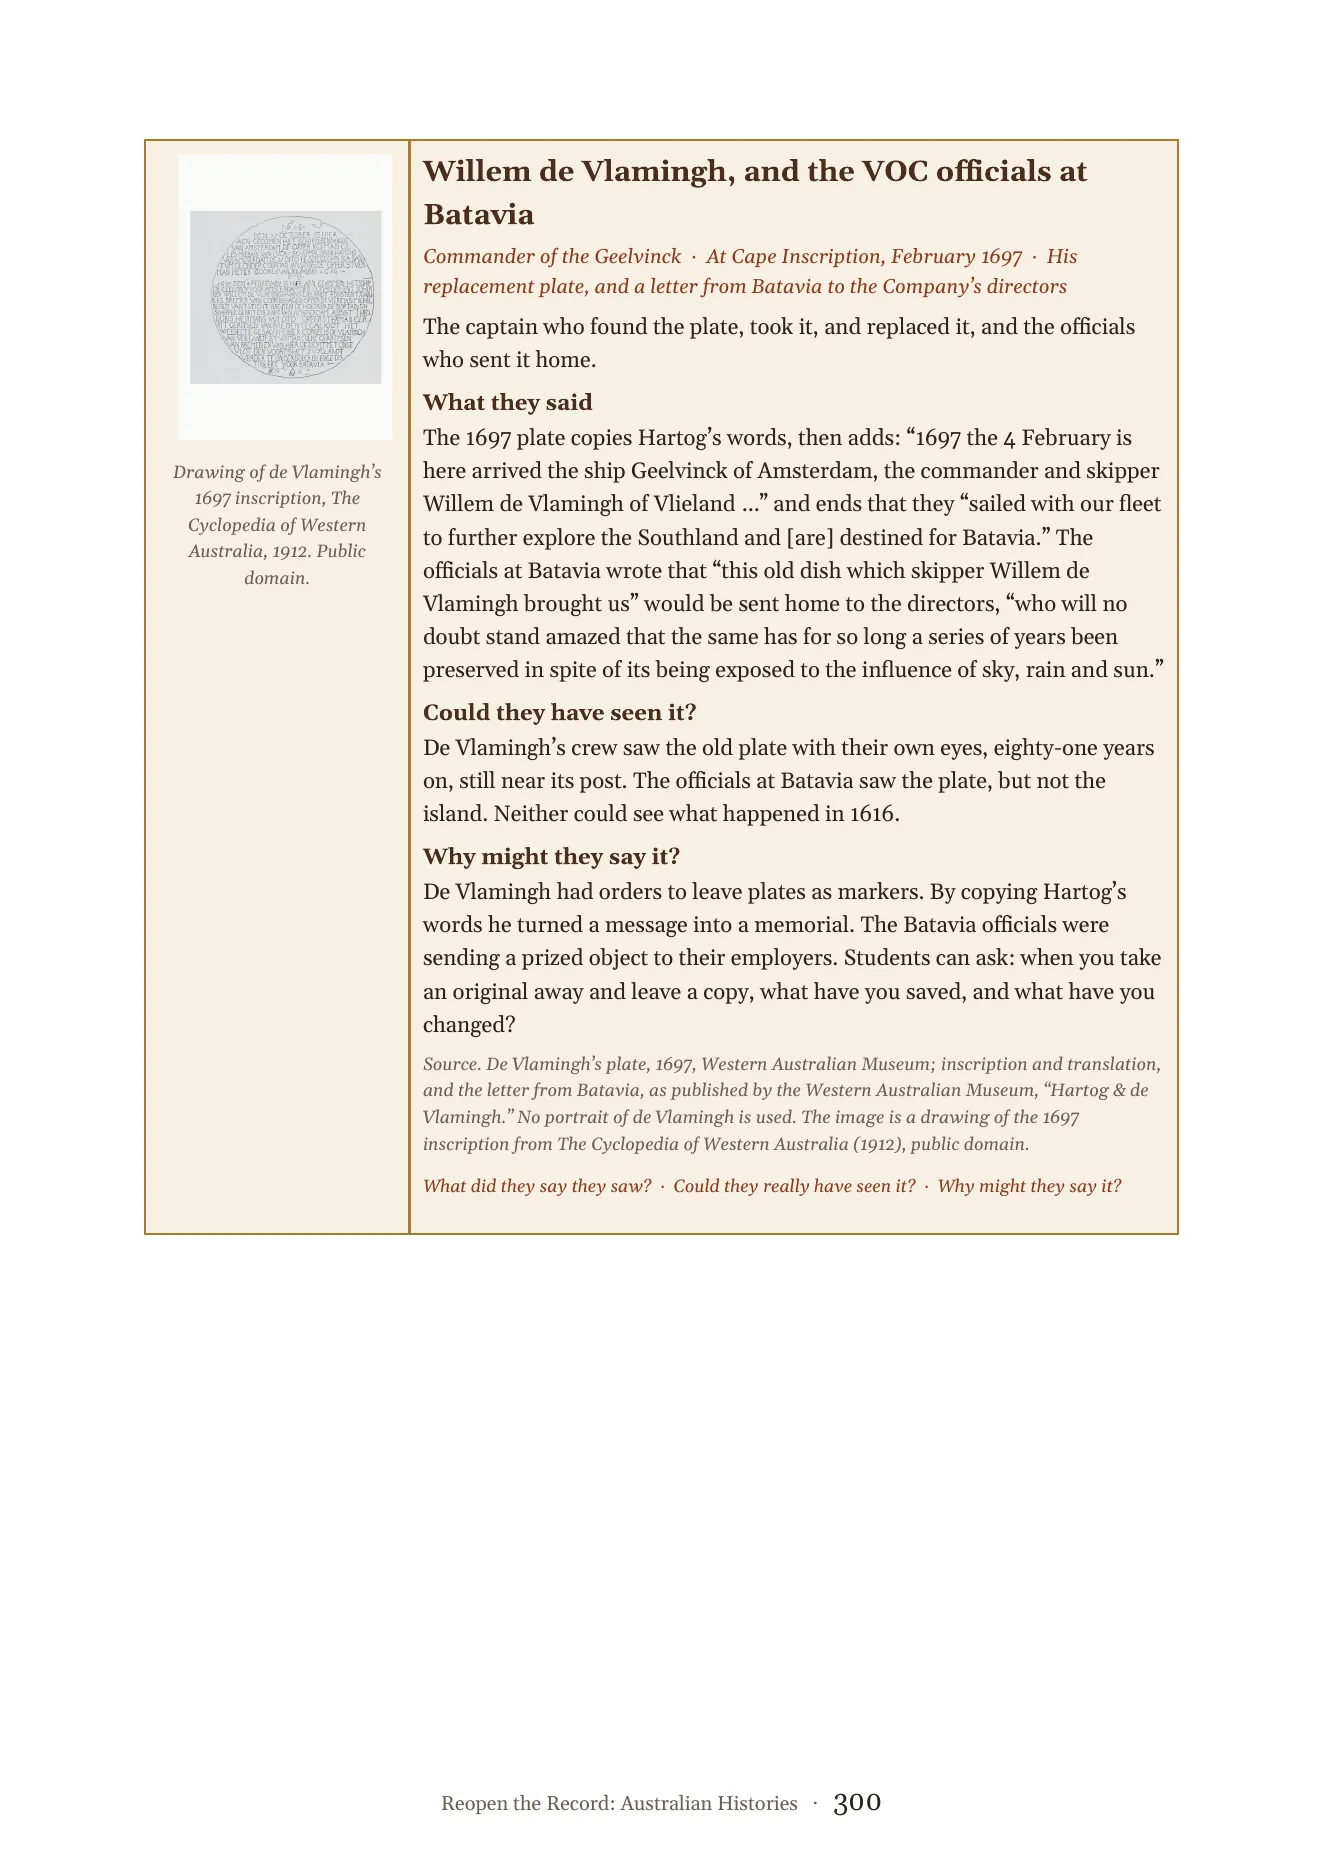 DEN 25 OCTOBER IS HIER
Drawing of de Vlamingh’s
1697 inscription, The
Cyclopedia of Western
Australia, 1912. Public
domain.
Willem de Vlamingh, and the VOC officials at
Batavia
Commander of the Geelvinck · At Cape Inscription, February 1697 · His
replacement plate, and a letter from Batavia to the Company’s directors
The captain who found the plate, took it, and replaced it, and the officials
who sent it home.
What they said
The 1697 plate copies Hartog’s words, then adds: “1697 the 4 February is
here arrived the ship Geelvinck of Amsterdam, the commander and skipper
Willem de Vlamingh of Vlieland ...” and ends that they “sailed with our fleet
to further explore the Southland and [are] destined for Batavia.” The
officials at Batavia wrote that “this old dish which skipper Willem de
Vlamingh brought us” would be sent home to the directors, “who will no
doubt stand amazed that the same has for so long a series of years been
preserved in spite of its being exposed to the influence of sky, rain and sun.”
Could they have seen it?
De Vlamingh’s crew saw the old plate with their own eyes, eighty-one years
on, still near its post. The officials at Batavia saw the plate, but not the
island. Neither could see what happened in 1616.
Why might they say it?
De Vlamingh had orders to leave plates as markers. By copying Hartog’s
words he turned a message into a memorial. The Batavia officials were
sending a prized object to their employers. Students can ask: when you take
an original away and leave a copy, what have you saved, and what have you
changed?
Source. De Vlamingh’s plate, 1697, Western Australian Museum; inscription and translation,
and the letter from Batavia, as published by the Western Australian Museum, “Hartog & de
Vlamingh.” No portrait of de Vlamingh is used. The image is a drawing of the 1697
inscription from The Cyclopedia of Western Australia (1912), public domain.
What did they say they saw? · Could they really have seen it? · Why might they say it?
Reopen the Record: Australian Histories · 300